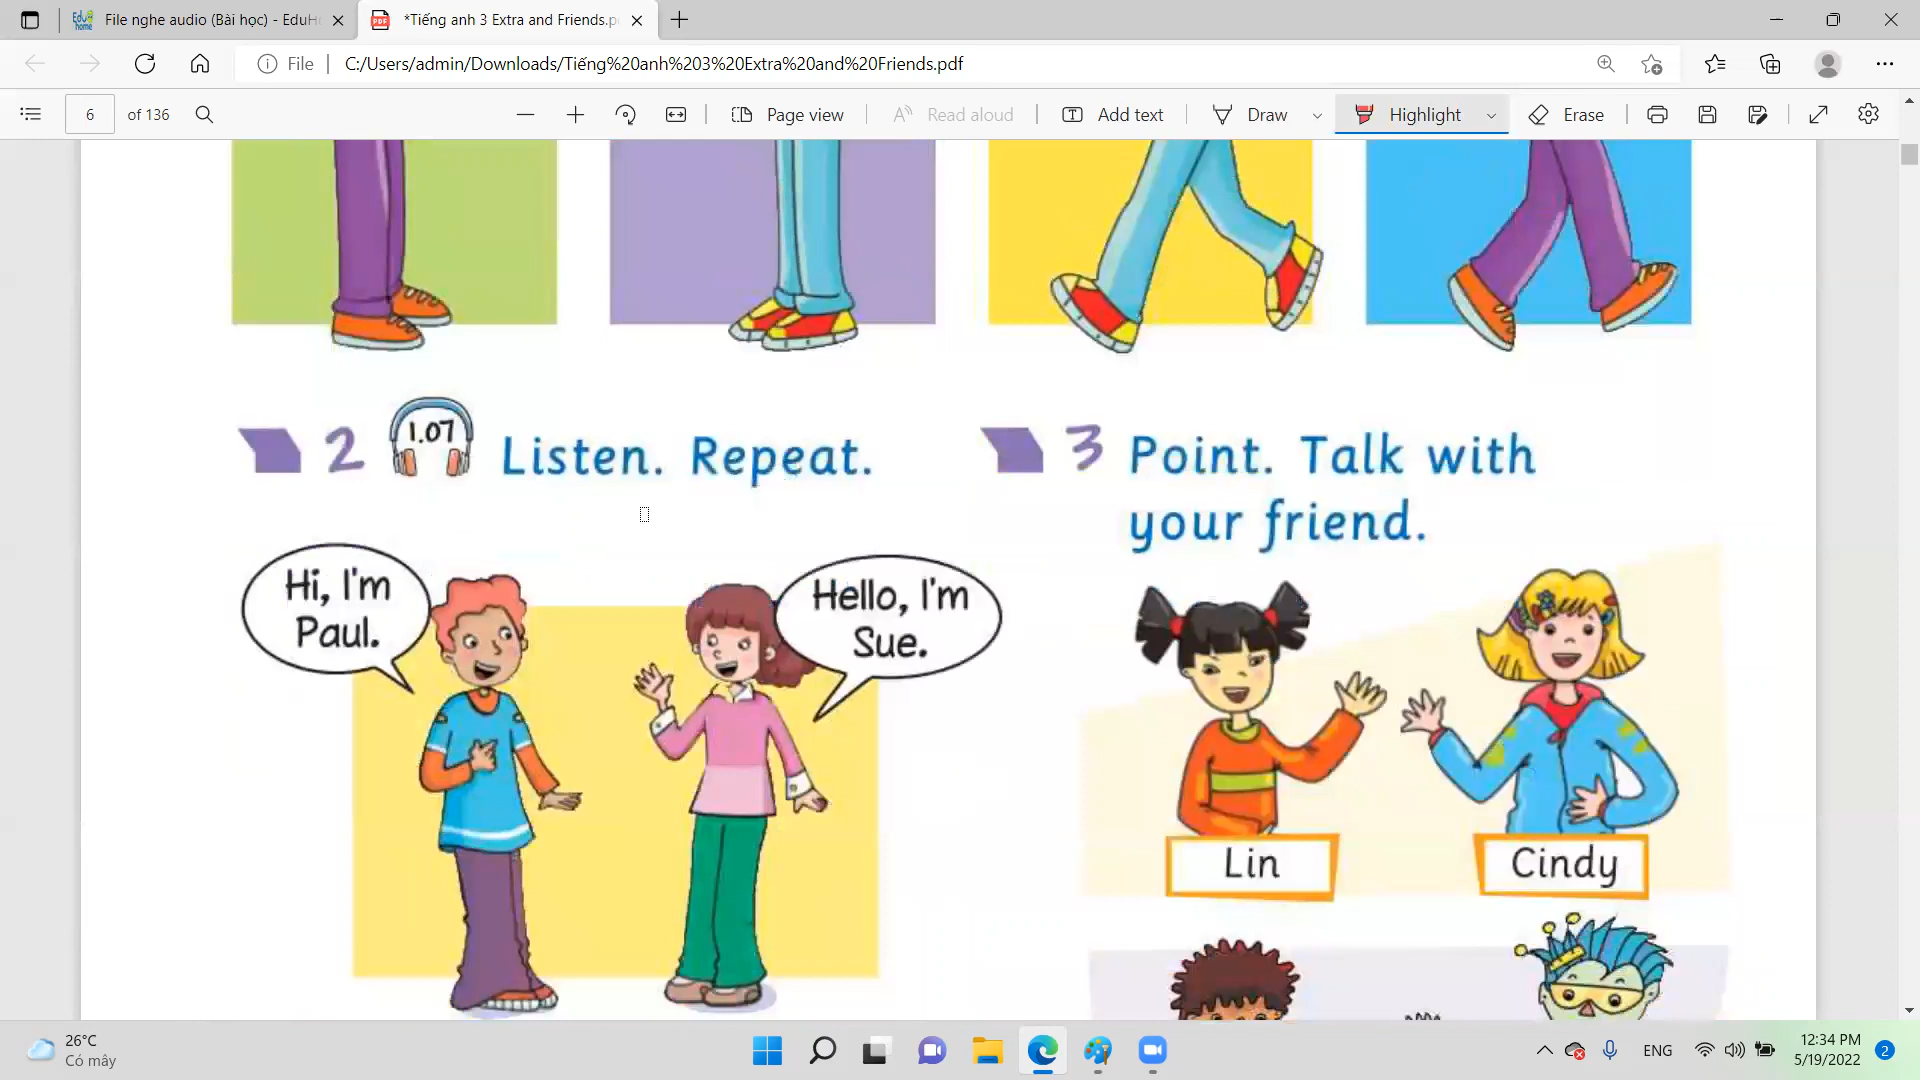 File nghe audio (Bài học) - EduH
*Tiếng anh 3 Extra and Friends.p
File
C:/Users/admin/Downloads/Tiếng%20anh%203%20Extra%20and%20Friends.pdf
6 of 136
Page view
Read aloud
Add text
Draw
Highlight
Erase
2 1.07 Listen. Repeat.
3 Point. Talk with
your friend.
Hi, I'm
Paul.
Hello, I'm
Sue.
Lin
Cindy
26°C
Có mây
ENG
12:34 PM
5/19/2022
2